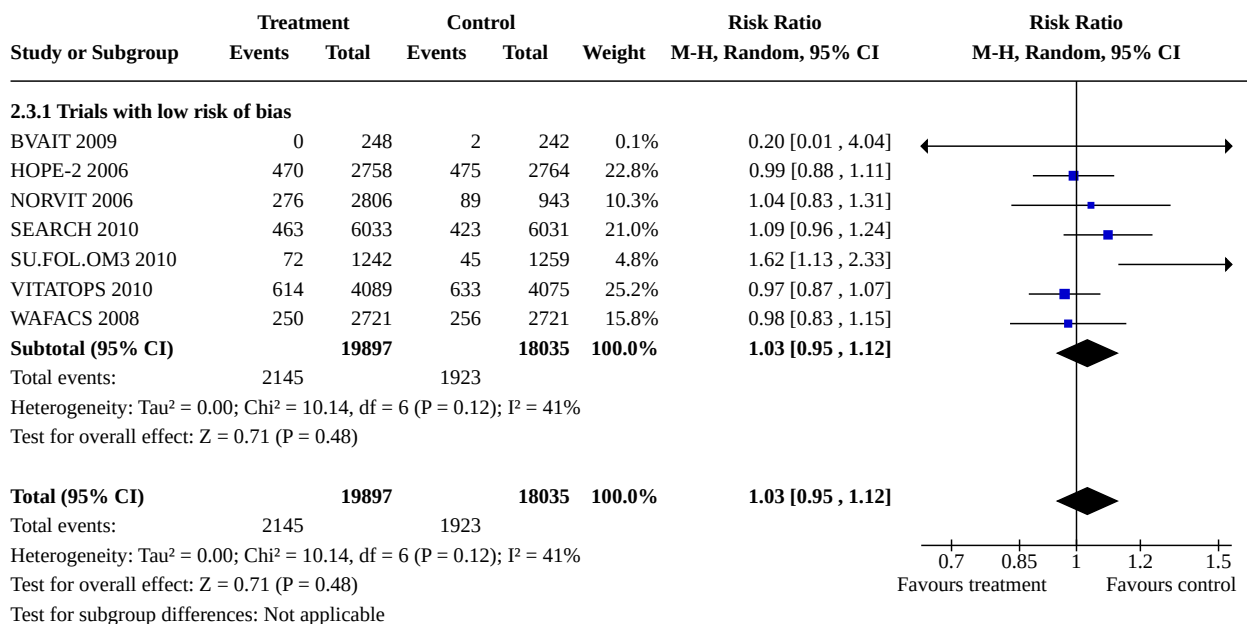 Treatment Control Risk Ratio Risk Ratio
Study or Subgroup Events Total Events Total Weight M-H, Random, 95% CI M-H, Random, 95% CI
2.3.1 Trials with low risk of bias
BVAIT 2009 0 248 2 242 0.1% 0.20 [0.01 , 4.04]
HOPE-2 2006 470 2758 475 2764 22.8% 0.99 [0.88 , 1.11]
NORVIT 2006 276 2806 89 943 10.3% 1.04 [0.83 , 1.31]
SEARCH 2010 463 6033 423 6031 21.0% 1.09 [0.96 , 1.24]
SU.FOL.OM3 2010 72 1242 45 1259 4.8% 1.62 [1.13 , 2.33]
VITATOPS 2010 614 4089 633 4075 25.2% 0.97 [0.87 , 1.07]
WAFACS 2008 250 2721 256 2721 15.8% 0.98 [0.83 , 1.15]
Subtotal (95% CI) 19897 18035 100.0% 1.03 [0.95 , 1.12]
Total events: 2145 1923
Heterogeneity: Tau² = 0.00; Chi² = 10.14, df = 6 (P = 0.12); I² = 41%
Test for overall effect: Z = 0.71 (P = 0.48)
Total (95% CI) 19897 18035 100.0% 1.03 [0.95 , 1.12]
Total events: 2145 1923
Heterogeneity: Tau² = 0.00; Chi² = 10.14, df = 6 (P = 0.12); I² = 41%
0.7 0.85 1 1.2 1.5
Test for overall effect: Z = 0.71 (P = 0.48)
Favours treatment Favours control
Test for subgroup differences: Not applicable